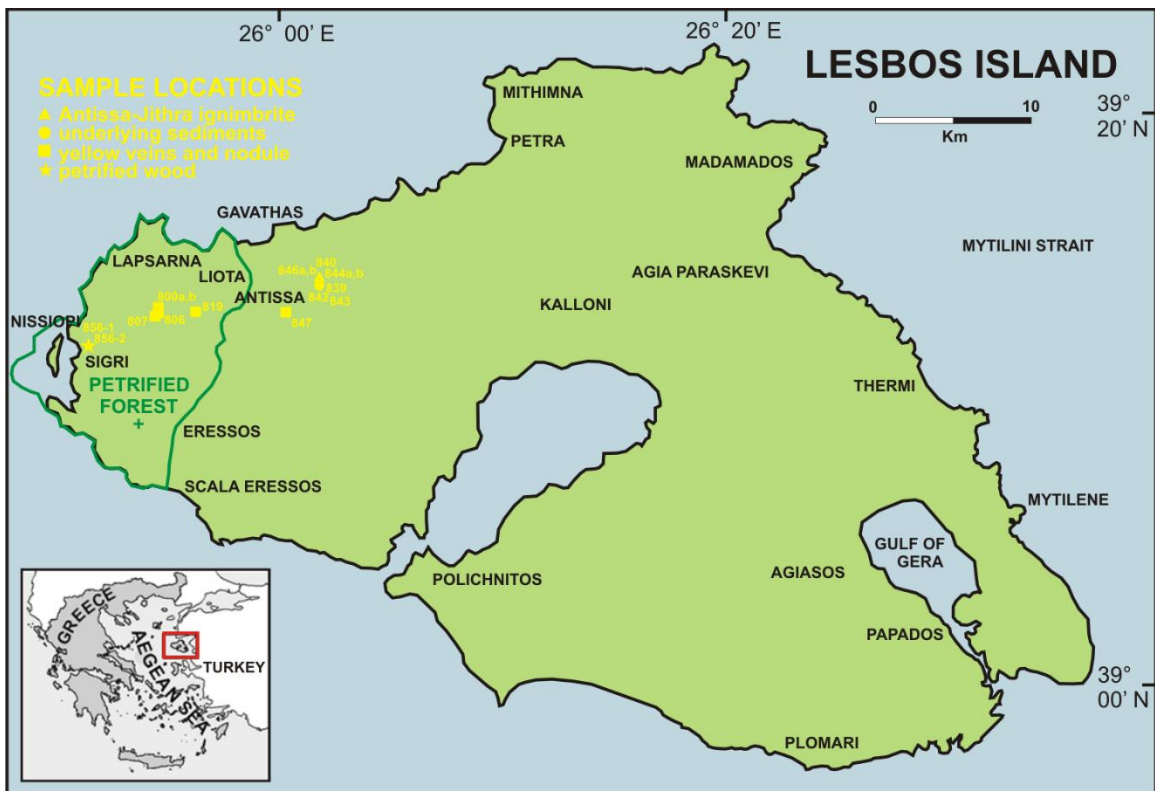 26° 00' E
26° 20' E
LESBOS ISLAND
0 10
Km
39°
20' N
SAMPLE LOCATIONS
Antissa-Jithra ignimbrite
underlying sediments
yellow veins and nodule
petrified wood
MITHIMNA
PETRA
MADAMADOS
GAVATHAS
MYTILINI STRAIT
LAPSARNA
LIOTA
840
846a,b 844a,b
839
842 843
ANTISSA
AGIA PARASKEVI
KALLONI
800a,b
819
807 806
847
NISSIOPI
856-1
856-2
SIGRI
PETRIFIED
FOREST
THERMI
ERESSOS
SCALA ERESSOS
MYTILENE
GULF OF
GERA
POLICHNITOS
AGIASOS
PAPADOS
39°
00' N
PLOMARI
GREECE
AEGEAN SEA
TURKEY